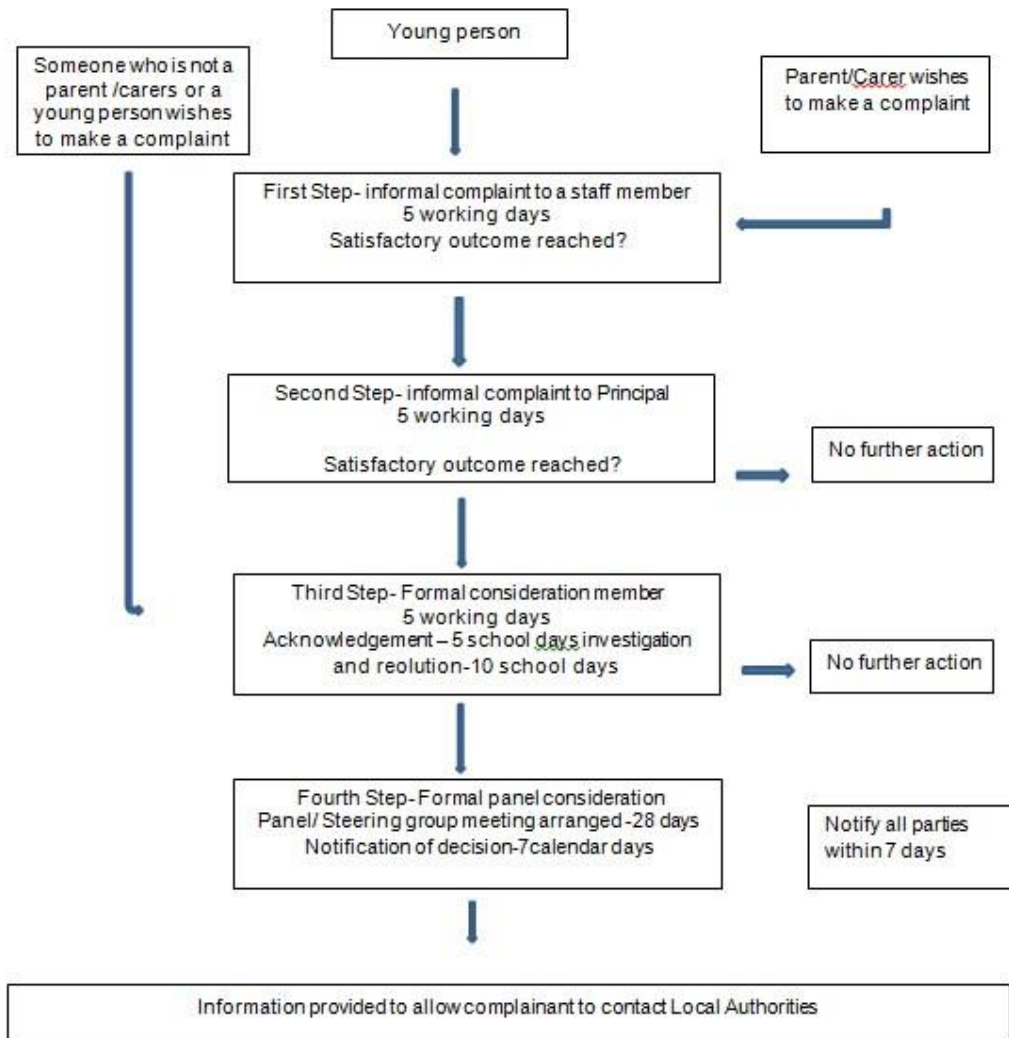 Young person
Someone who is not a
parent /carers or a
young person wishes
to make a complaint
Parent/Carer wishes
to make a complaint
First Step- informal complaint to a staff member
5 working days
Satisfactory outcome reached?
Second Step- informal complaint to Principal
5 working days
Satisfactory outcome reached?
No further action
Third Step- Formal consideration member
5 working days
Acknowledgement – 5 school days investigation
and reolution-10 school days
No further action
Fourth Step- Formal panel consideration
Panel/ Steering group meeting arranged -28 days
Notification of decision-7calendar days
Notify all parties
within 7 days
Information provided to allow complainant to contact Local Authorities